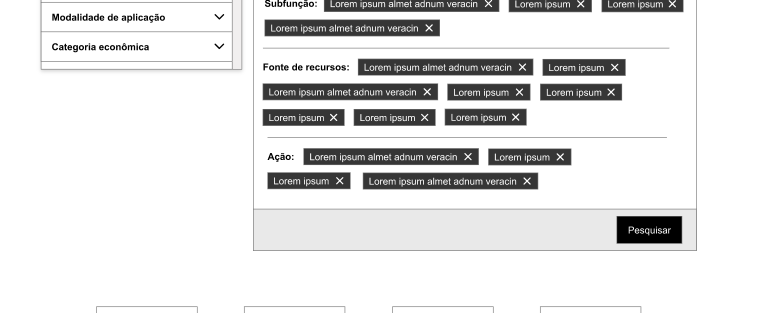 Modalidade de aplicação
Categoria econômica
Subfunção: Lorem ipsum almet adnum veracin Lorem ipsum Lorem ipsum
Lorem ipsum almet adnum veracin
Fonte de recursos: Lorem ipsum almet adnum veracin Lorem ipsum
Lorem ipsum almet adnum veracin Lorem ipsum Lorem ipsum
Lorem ipsum Lorem ipsum Lorem ipsum
Ação: Lorem ipsum almet adnum veracin Lorem ipsum
Lorem ipsum Lorem ipsum almet adnum veracin
Pesquisar